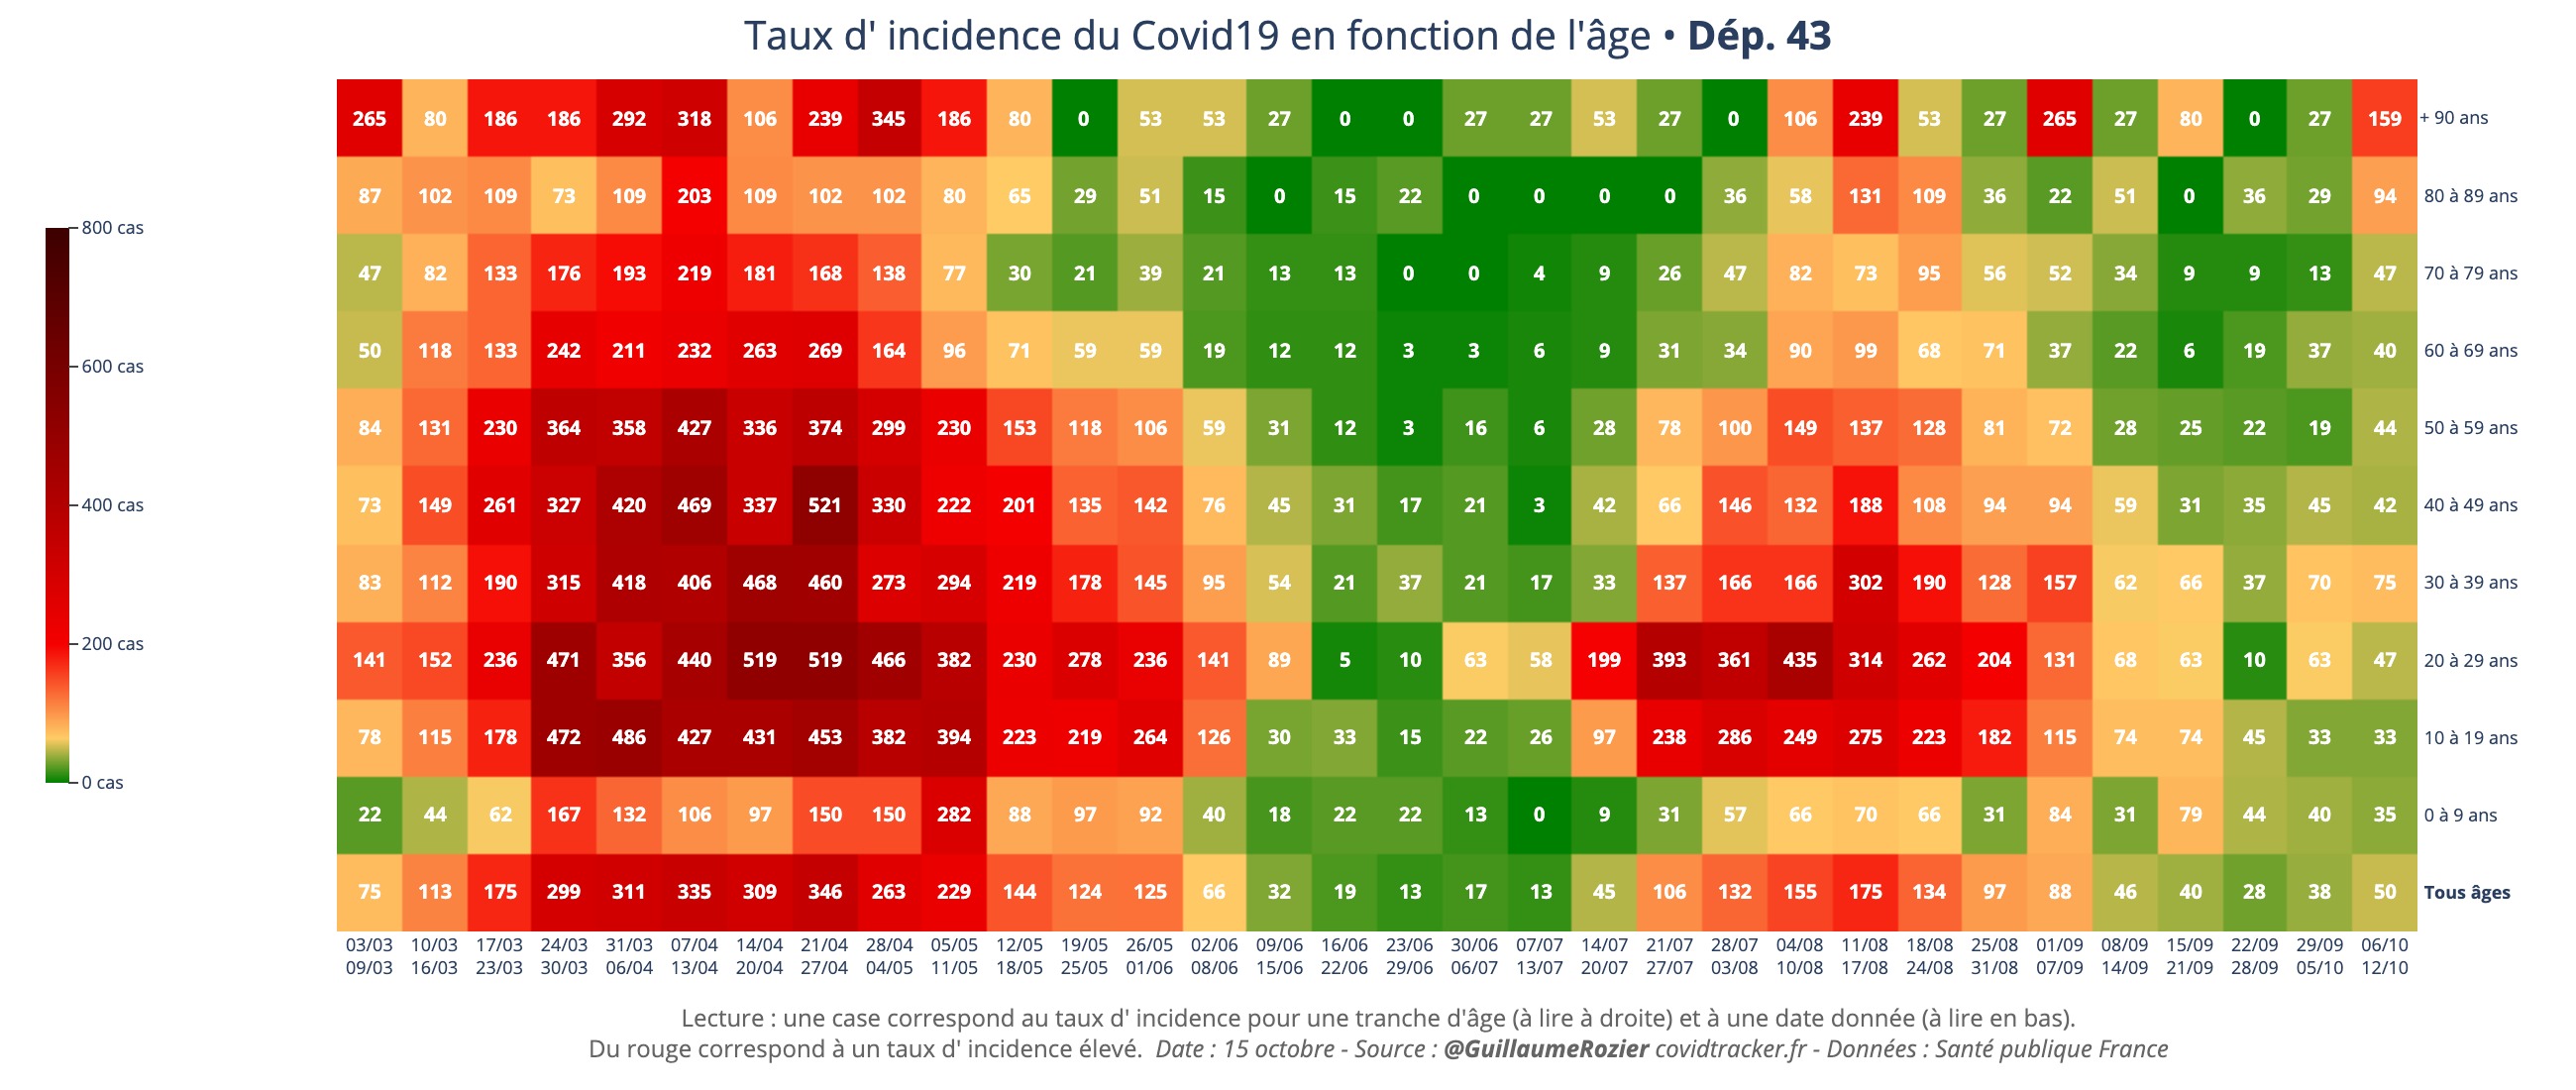 Taux d' incidence du Covid19 en fonction de l'âge • Dép. 43
265 80 186 186 292 318 106 239 345 186 80 0 53 53 27 0 0 27 27 53 27 0 106 239 53 27 265 27 80 0 27 159 + 90 ans
87 102 109 73 109 203 109 102 102 80 65 29 51 15 0 15 22 0 0 0 0 36 58 131 109 36 22 51 0 36 29 94 80 à 89 ans
47 82 133 176 193 219 181 168 138 77 30 21 39 21 13 13 0 0 4 9 26 47 82 73 95 56 52 34 9 9 13 47 70 à 79 ans
50 118 133 242 211 232 263 269 164 96 71 59 59 19 12 12 3 3 6 9 31 34 90 99 68 71 37 22 6 19 37 40 60 à 69 ans
84 131 230 364 358 427 336 374 299 230 153 118 106 59 31 12 3 16 6 28 78 100 149 137 128 81 72 28 25 22 19 44 50 à 59 ans
73 149 261 327 420 469 337 521 330 222 201 135 142 76 45 31 17 21 3 42 66 146 132 188 108 94 94 59 31 35 45 42 40 à 49 ans
83 112 190 315 418 406 468 460 273 294 219 178 145 95 54 21 37 21 17 33 137 166 166 302 190 128 157 62 66 37 70 75 30 à 39 ans
141 152 236 471 356 440 519 519 466 382 230 278 236 141 89 5 10 63 58 199 393 361 435 314 262 204 131 68 63 10 63 47 20 à 29 ans
78 115 178 472 486 427 431 453 382 394 223 219 264 126 30 33 15 22 26 97 238 286 249 275 223 182 115 74 74 45 33 33 10 à 19 ans
22 44 62 167 132 106 97 150 150 282 88 97 92 40 18 22 22 13 0 9 31 57 66 70 66 31 84 31 79 44 40 35 0 à 9 ans
75 113 175 299 311 335 309 346 263 229 144 124 125 66 32 19 13 17 13 45 106 132 155 175 134 97 88 46 40 28 38 50 Tous âges
03/03 10/03 17/03 24/03 31/03 07/04 14/04 21/04 28/04 05/05 12/05 19/05 26/05 02/06 09/06 16/06 23/06 30/06 07/07 14/07 21/07 28/07 04/08 11/08 18/08 25/08 01/09 08/09 15/09 22/09 29/09 06/10
09/03 16/03 23/03 30/03 06/04 13/04 20/04 27/04 04/05 11/05 18/05 25/05 01/06 08/06 15/06 22/06 29/06 06/07 13/07 20/07 27/07 03/08 10/08 17/08 24/08 31/08 07/09 14/09 21/09 28/09 05/10 12/10
800 cas
600 cas
400 cas
200 cas
0 cas
Lecture : une case correspond au taux d' incidence pour une tranche d'âge (à lire à droite) et à une date donnée (à lire en bas).
Du rouge correspond à un taux d' incidence élevé. Date : 15 octobre - Source : @GuillaumeRozier covidtracker.fr - Données : Santé publique France